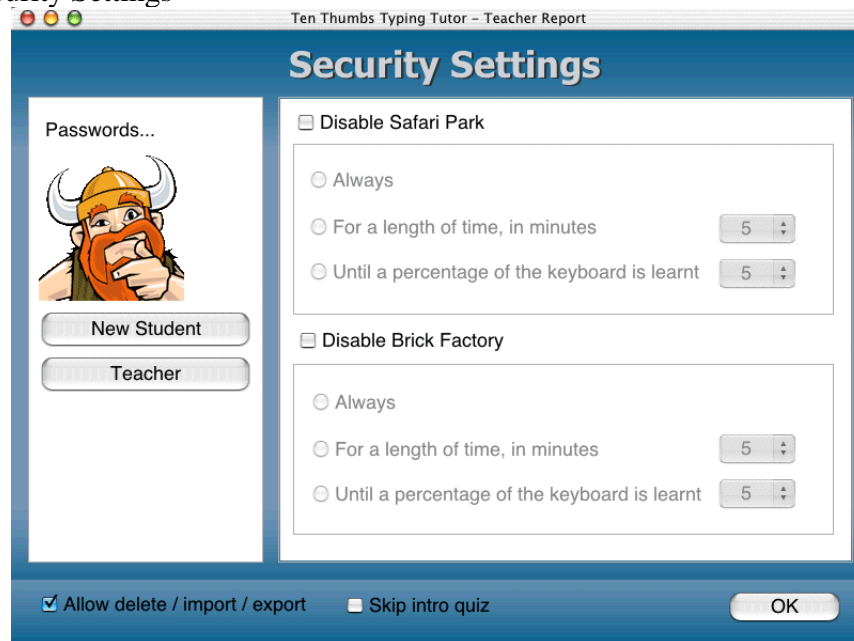 urity Settings
Ten Thumbs Typing Tutor – Teacher Report
Security Settings
Passwords...
New Student
Teacher
Disable Safari Park
Always
For a length of time, in minutes 5
Until a percentage of the keyboard is learnt 5
Disable Brick Factory
Always
For a length of time, in minutes 5
Until a percentage of the keyboard is learnt 5
Allow delete / import / export Skip intro quiz OK